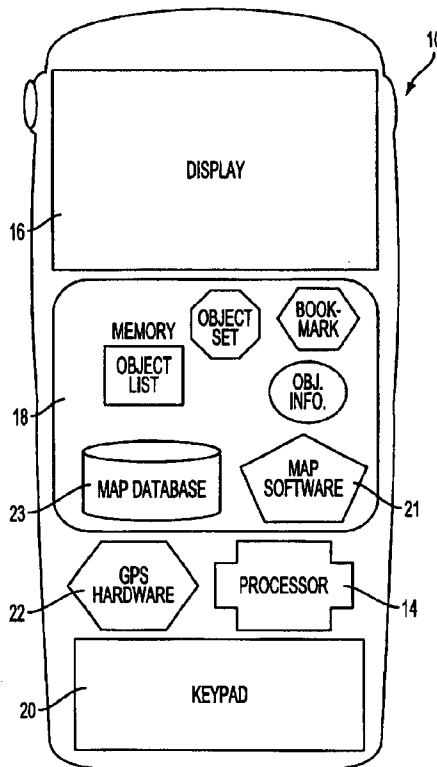 10
DISPLAY
16
MEMORY
OBJECT
SET
BOOK-
MARK
OBJECT
LIST
OBJ.
INFO.
18
MAP DATABASE
MAP
SOFTWARE
23
21
GPS
HARDWARE
PROCESSOR
22
14
KEYPAD
20